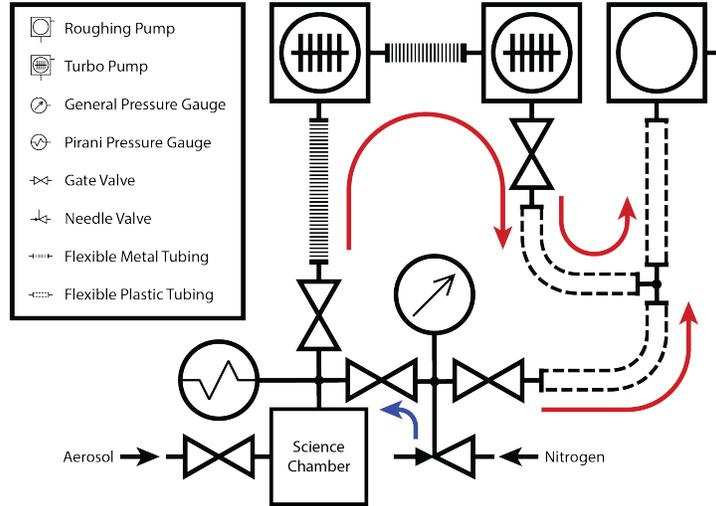 Roughing Pump
Turbo Pump
General Pressure Gauge
Pirani Pressure Gauge
Gate Valve
Needle Valve
Flexible Metal Tubing
Flexible Plastic Tubing
Aerosol
Science
Chamber
Nitrogen